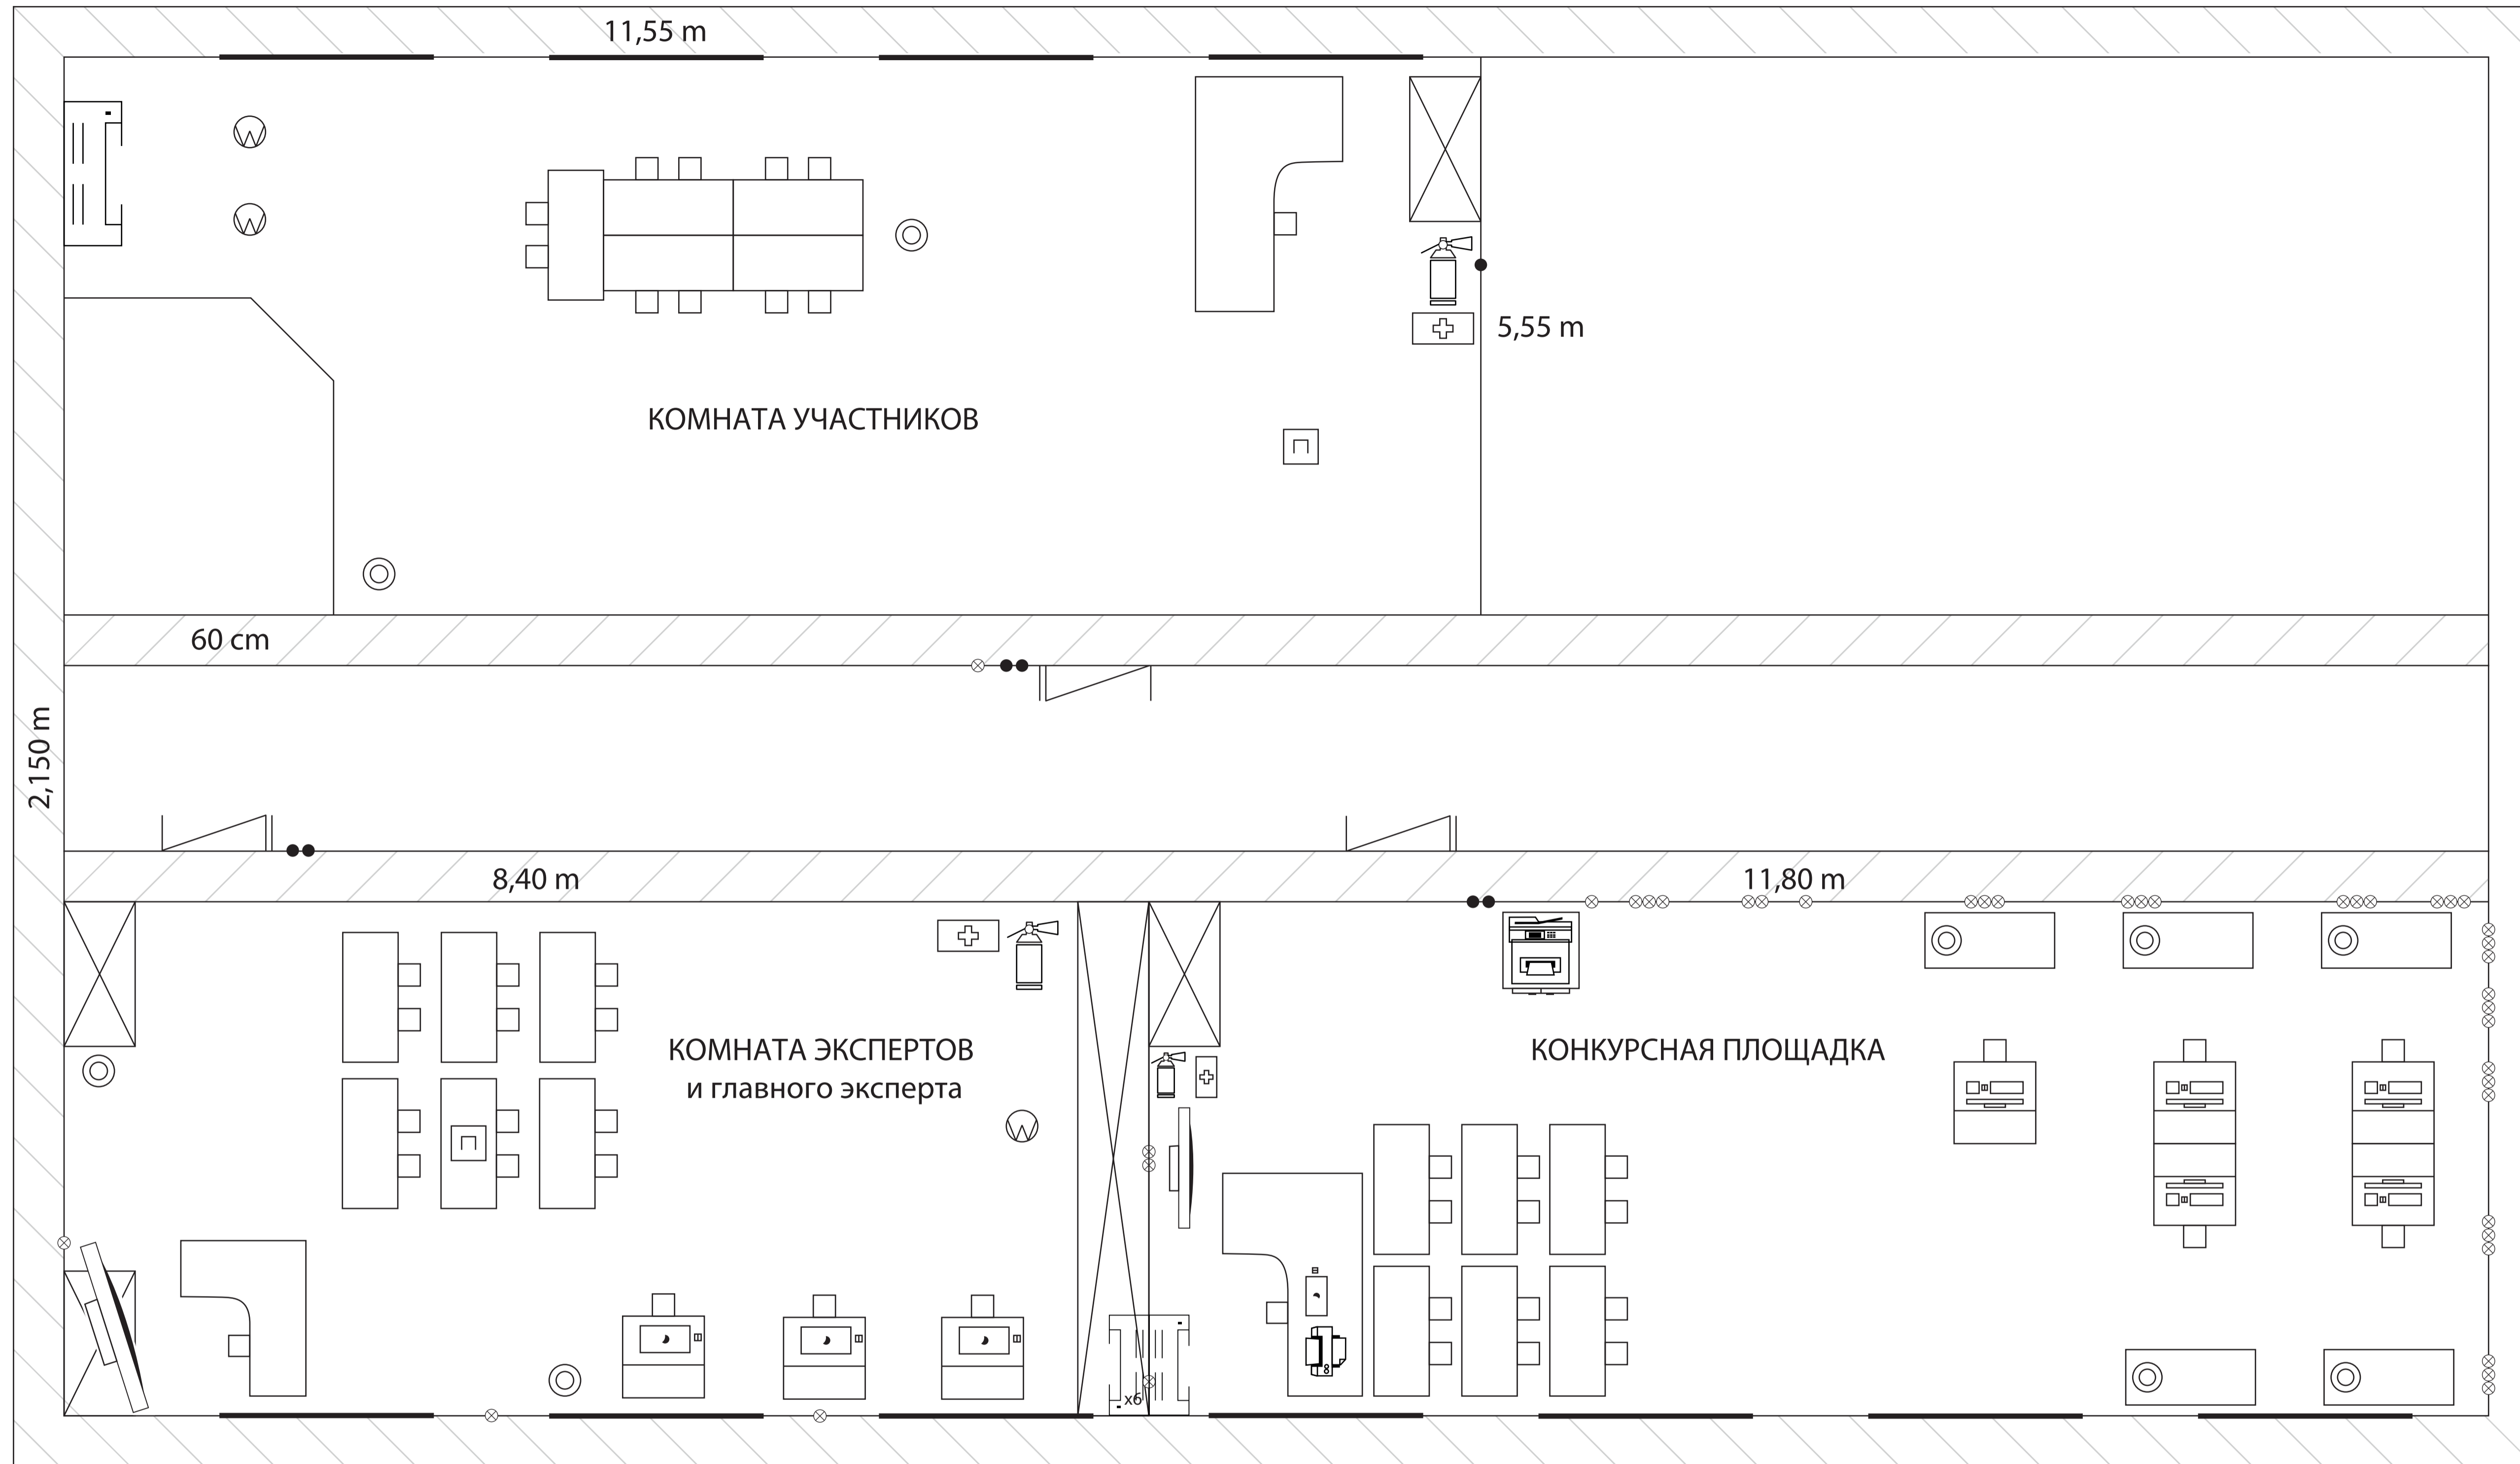 11,55 m
5,55 m
КОМНАТА УЧАСТНИКОВ
60 cm
2,150 m
8,40 m
11,80 m
КОМНАТА ЭКСПЕРТОВ
и главного эксперта
КОНКУРСНАЯ ПЛОЩАДКА
x6